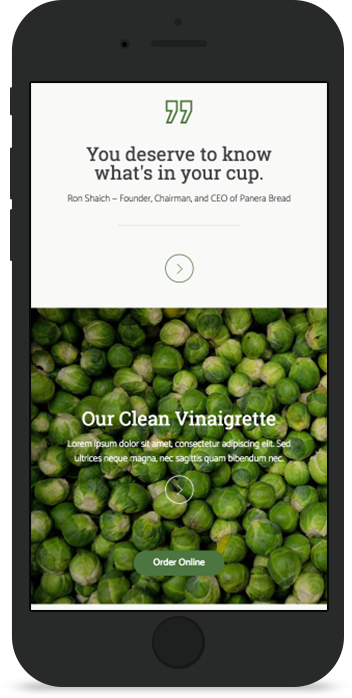 You deserve to know
what's in your cup.
Ron Shaich – Founder, Chairman, and CEO of Panera Bread
Our Clean Vinaigrette
Lorem ipsum dolor sit amet, consectetur adipiscing elit. Sed
ultrices neque magna, nec sagittis quam bibendum nec.
Order Online